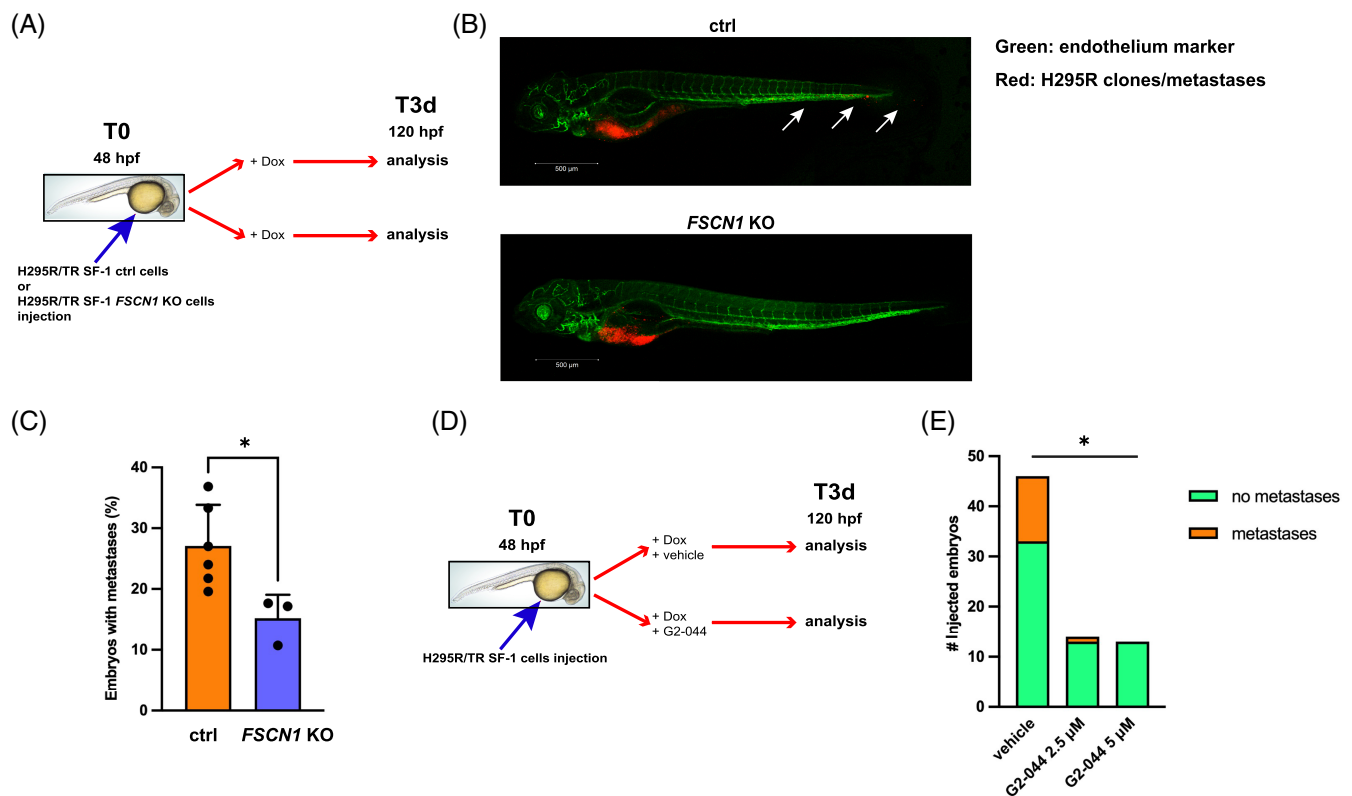 (A)
T0
48 hpf
T3d
120 hpf
+ Dox
analysis
+ Dox
analysis
H295R/TR SF-1 ctrl cells
or
H295R/TR SF-1 FSCN1 KO cells
injection
(B)
ctrl
500 µm
FSCN1 KO
500 µm
Green: endothelium marker
Red: H295R clones/metastases
(C)
Embryos with metastases (%)
40
30
20
10
0
*
ctrl
FSCN1 KO
(D)
T0
48 hpf
T3d
120 hpf
+ Dox
+ vehicle
analysis
+ Dox
+ G2-044
analysis
H295R/TR SF-1 cells injection
(E)
# Injected embryos
50
40
30
20
10
0
*
vehicle
G2-044 2.5 µM
G2-044 5 µM
no metastases
metastases